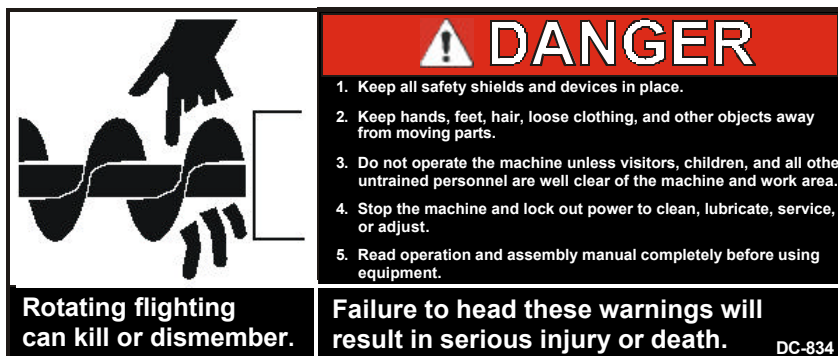 DANGER
1. Keep all safety shields and devices in place.
2. Keep hands, feet, hair, loose clothing, and other objects away
from moving parts.
3. Do not operate the machine unless visitors, children, and all othe
untrained personnel are well clear of the machine and work area.
4. Stop the machine and lock out power to clean, lubricate, service,
or adjust.
5. Read operation and assembly manual completely before using
equipment.
Rotating flighting
can kill or dismember.
Failure to head these warnings will
result in serious injury or death.
DC-834